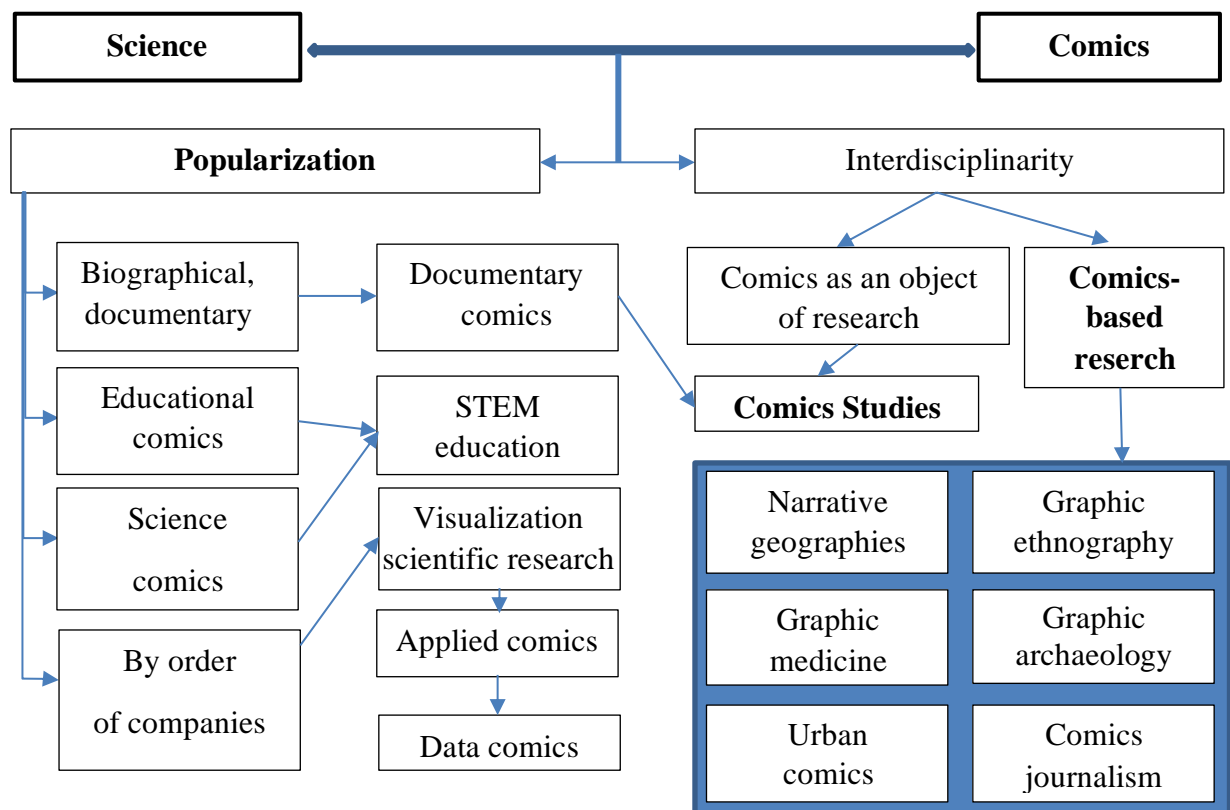 Science
Comics
Popularization
Interdisciplinarity
Biographical,
documentary
Documentary
comics
Comics as an object
of research
Comics-
based
reserch
Educational
comics
STEM
education
Comics Studies
Science
comics
Visualization
scientific research
Narrative
geographies
Graphic
ethnography
By order
of companies
Applied comics
Graphic
medicine
Graphic
archaeology
Data comics
Urban
comics
Comics
journalism